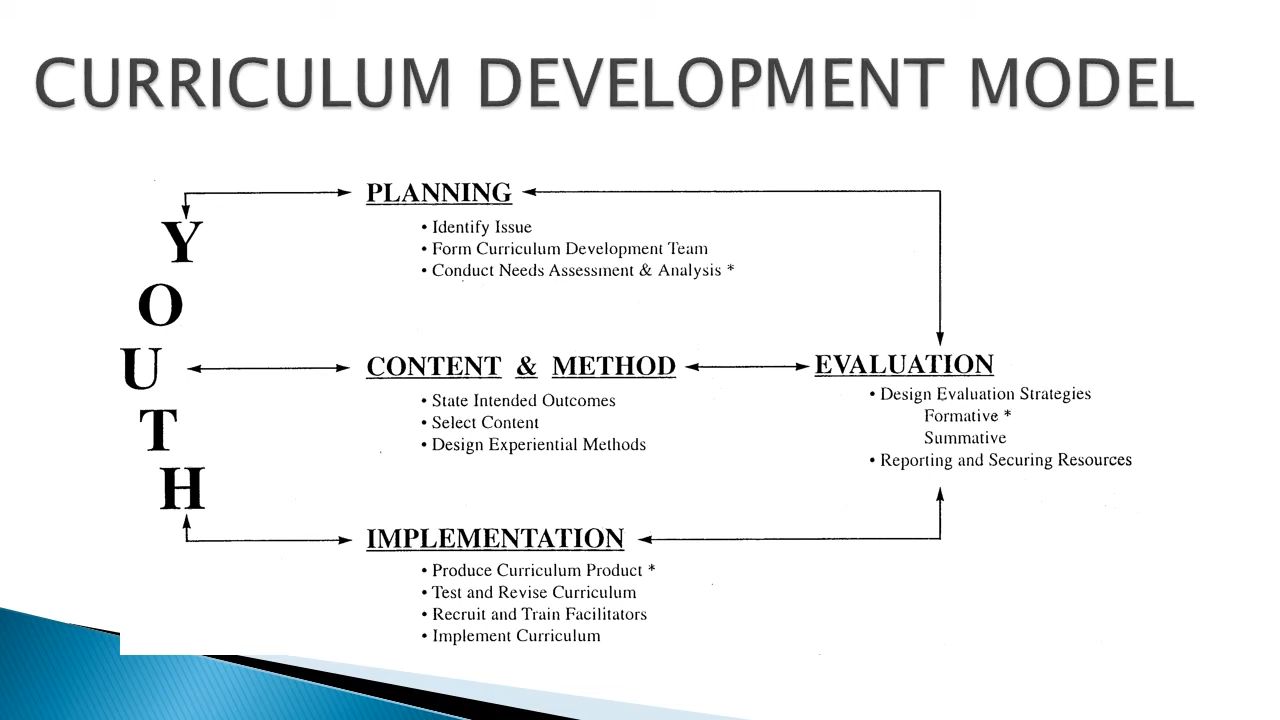 CURRICULUM DEVELOPMENT MODEL
YOUTH
PLANNING
• Identify Issue
• Form Curriculum Development Team
• Conduct Needs Assessment & Analysis *
CONTENT & METHOD
• State Intended Outcomes
• Select Content
• Design Experiential Methods
EVALUATION
• Design Evaluation Strategies
Formative *
Summative
• Reporting and Securing Resources
IMPLEMENTATION
• Produce Curriculum Product *
• Test and Revise Curriculum
• Recruit and Train Facilitators
• Implement Curriculum